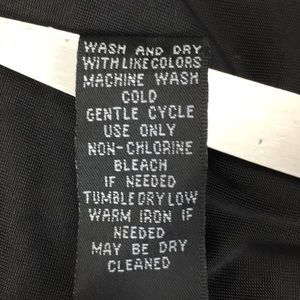 WASH AND DRY
WITH LIKE COLORS
MACHINE WASH
COLD
GENTLE CYCLE
USE ONLY
NON-CHLORINE
BLEACH
IF NEEDED
TUMBLE DRY LOW
WARM IRON IF
NEEDED
MAY BE DRY
CLEANED